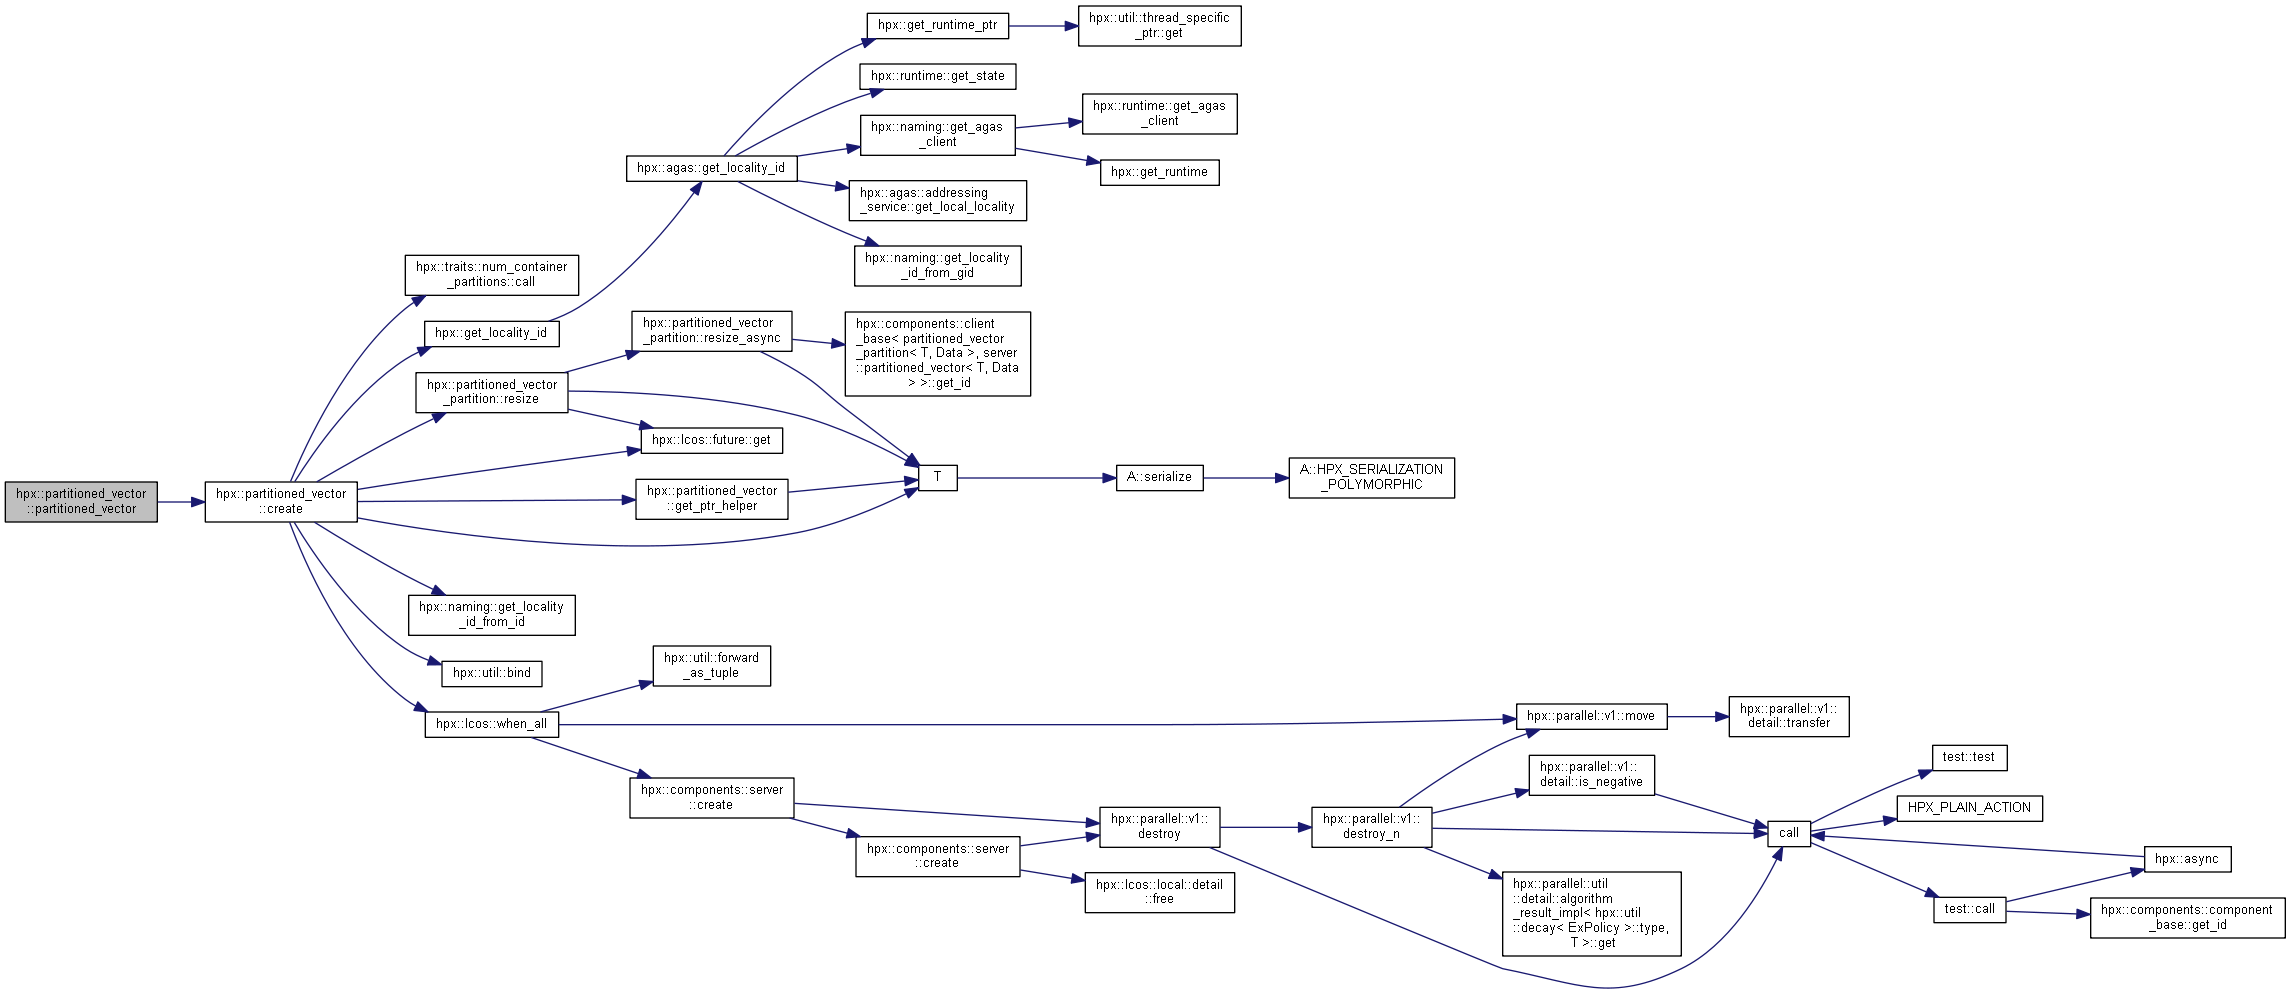 hpx::partitioned_vector
::partitioned_vector
hpx::partitioned_vector
::create
hpx::traits::num_container
_partitions::call
hpx::get_locality_id
hpx::agas::get_locality_id
hpx::get_runtime_ptr
hpx::util::thread_specific
_ptr::get
hpx::runtime::get_state
hpx::naming::get_agas
_client
hpx::runtime::get_agas
_client
hpx::get_runtime
hpx::agas::addressing
_service::get_local_locality
hpx::naming::get_locality
_id_from_gid
hpx::partitioned_vector
_partition::resize
hpx::partitioned_vector
_partition::resize_async
hpx::components::client
_base< partitioned_vector
_partition< T, Data >, server
::partitioned_vector< T, Data
> >::get_id
hpx::lcos::future::get
hpx::partitioned_vector
::get_ptr_helper
T
A::serialize
A::HPX_SERIALIZATION
_POLYMORPHIC
hpx::naming::get_locality
_id_from_id
hpx::util::bind
hpx::lcos::when_all
hpx::util::forward
_as_tuple
hpx::components::server
::create
hpx::components::server
::create
hpx::parallel::v1::
destroy
hpx::lcos::local::detail
::free
hpx::parallel::v1::
destroy_n
hpx::parallel::v1::move
hpx::parallel::v1::
detail::transfer
hpx::parallel::v1::
detail::is_negative
hpx::parallel::util
::detail::algorithm
_result_impl< hpx::util
::decay< ExPolicy >::type,
T >::get
call
test::test
HPX_PLAIN_ACTION
test::call
hpx::async
hpx::components::component
_base::get_id